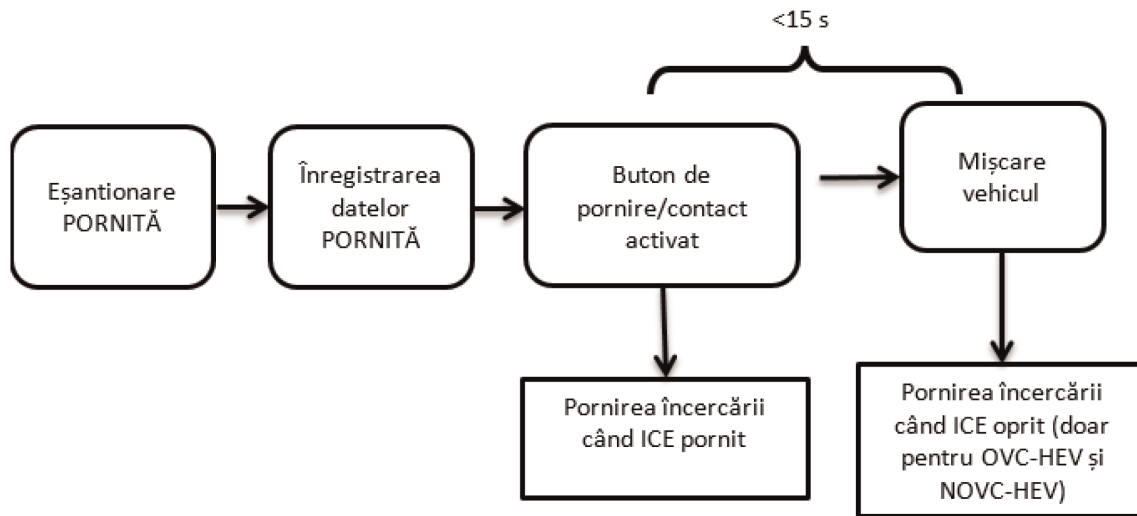 <15 s
Eșantionare
PORNITĂ
Înregistrarea
datelor
PORNITĂ
Buton de
pornire/contact
activat
Mișcare
vehicul
Pornirea încercării
când ICE pornit
Pornirea încercării
când ICE oprit (doar
pentru OVC-HEV și
NOVC-HEV)